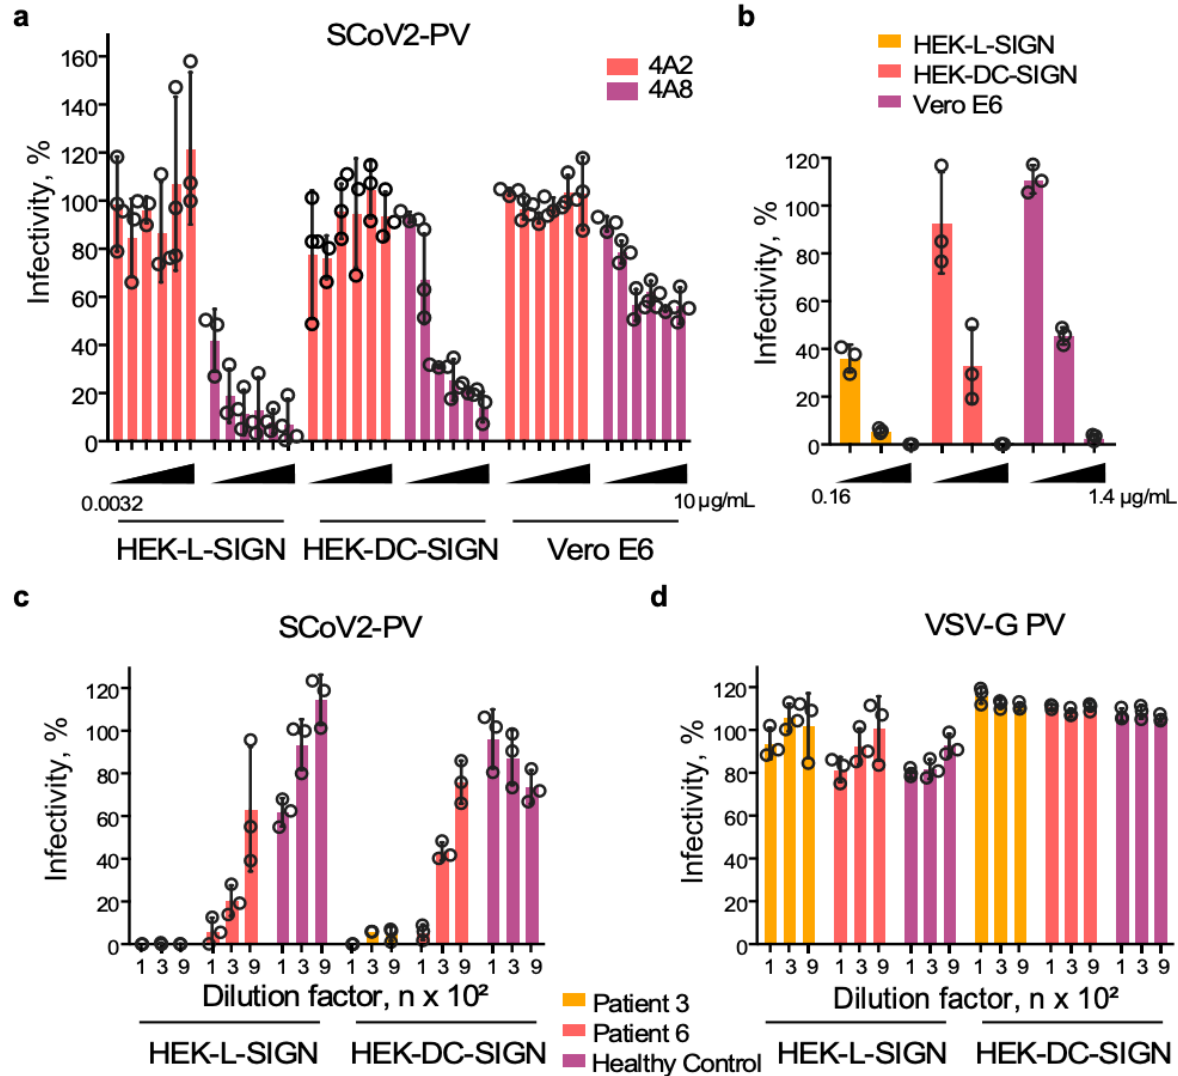 a
SCoV2-PV
4A2
4A8
Infectivity, %
160
140
120
100
80
60
40
20
0
0.0032
10 µg/mL
HEK-L-SIGN
HEK-DC-SIGN
Vero E6
b
HEK-L-SIGN
HEK-DC-SIGN
Vero E6
Infectivity, %
120
100
80
60
40
20
0
0.16
1.4 µg/mL
c
SCoV2-PV
Infectivity, %
120
100
80
60
40
20
0
1 3 9 1 3 9 1 3 9 1 3 9 1 3 9 1 3 9
Dilution factor, n x 10²
HEK-L-SIGN
HEK-DC-SIGN
Patient 3
Patient 6
Healthy Control
d
VSV-G PV
Infectivity, %
120
100
80
60
40
20
0
1 3 9 1 3 9 1 3 9 1 3 9 1 3 9 1 3 9
Dilution factor, n x 10²
HEK-L-SIGN
HEK-DC-SIGN